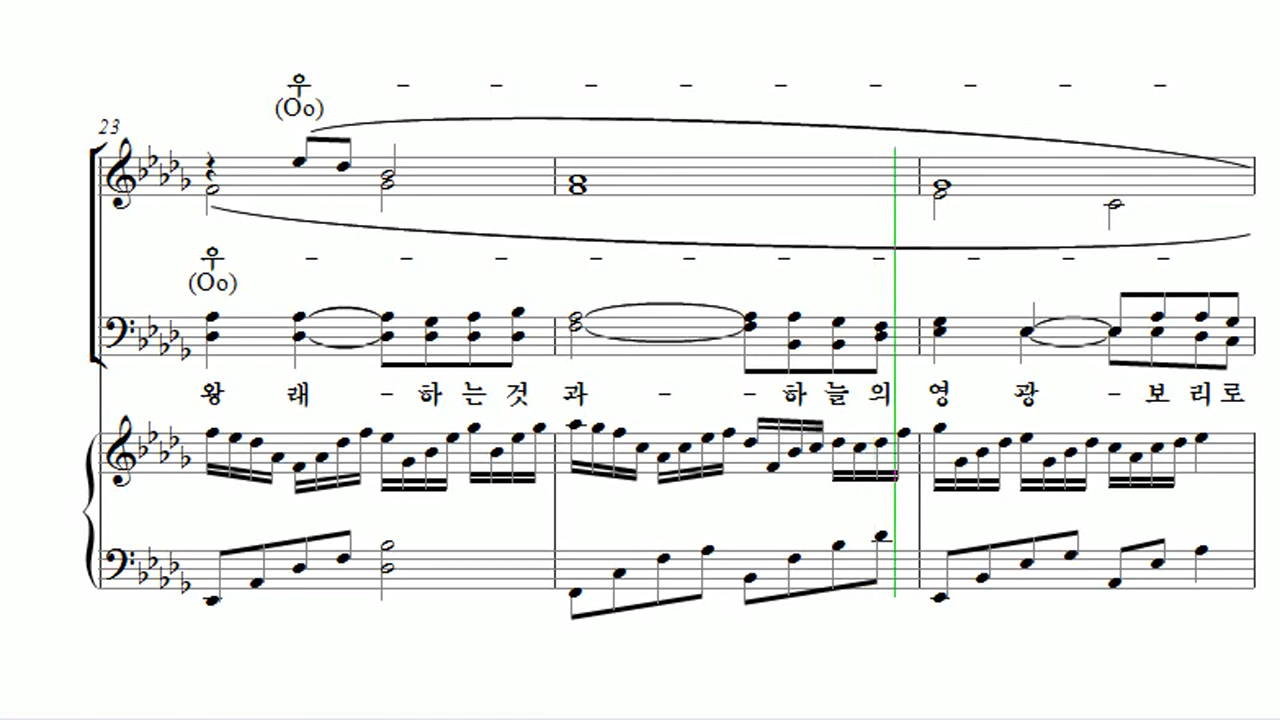 우 - - - - - - - - -
(Oo)
23
우 - - - - - - - - - -
(Oo)
왕 래 - 하 는 것 과 - - 하 늘 의 영 광 - 보 리 로